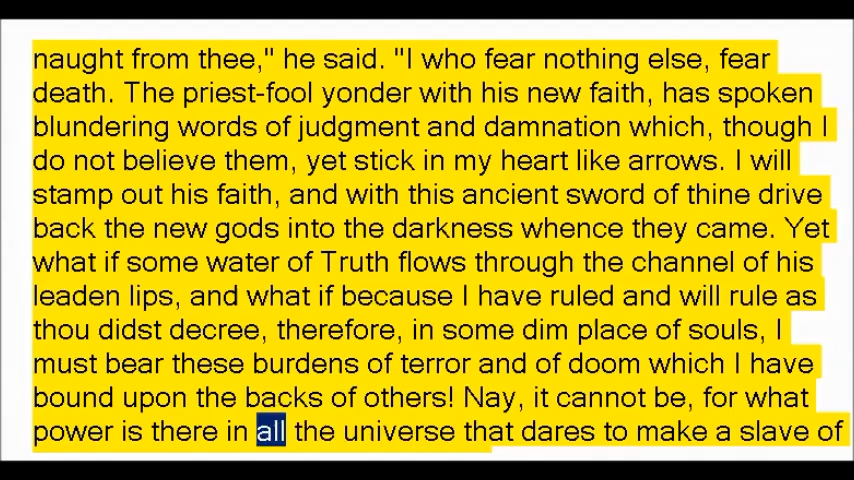 naught from thee," he said. "I who fear nothing else, fear
death. The priest-fool yonder with his new faith, has spoken
blundering words of judgment and damnation which, though I
do not believe them, yet stick in my heart like arrows. I will
stamp out his faith, and with this ancient sword of thine drive
back the new gods into the darkness whence they came. Yet
what if some water of Truth flows through the channel of his
leaden lips, and what if because I have ruled and will rule as
thou didst decree, therefore, in some dim place of souls, I
must bear these burdens of terror and of doom which I have
bound upon the backs of others! Nay, it cannot be, for what
power is there in all the universe that dares to make a slave of